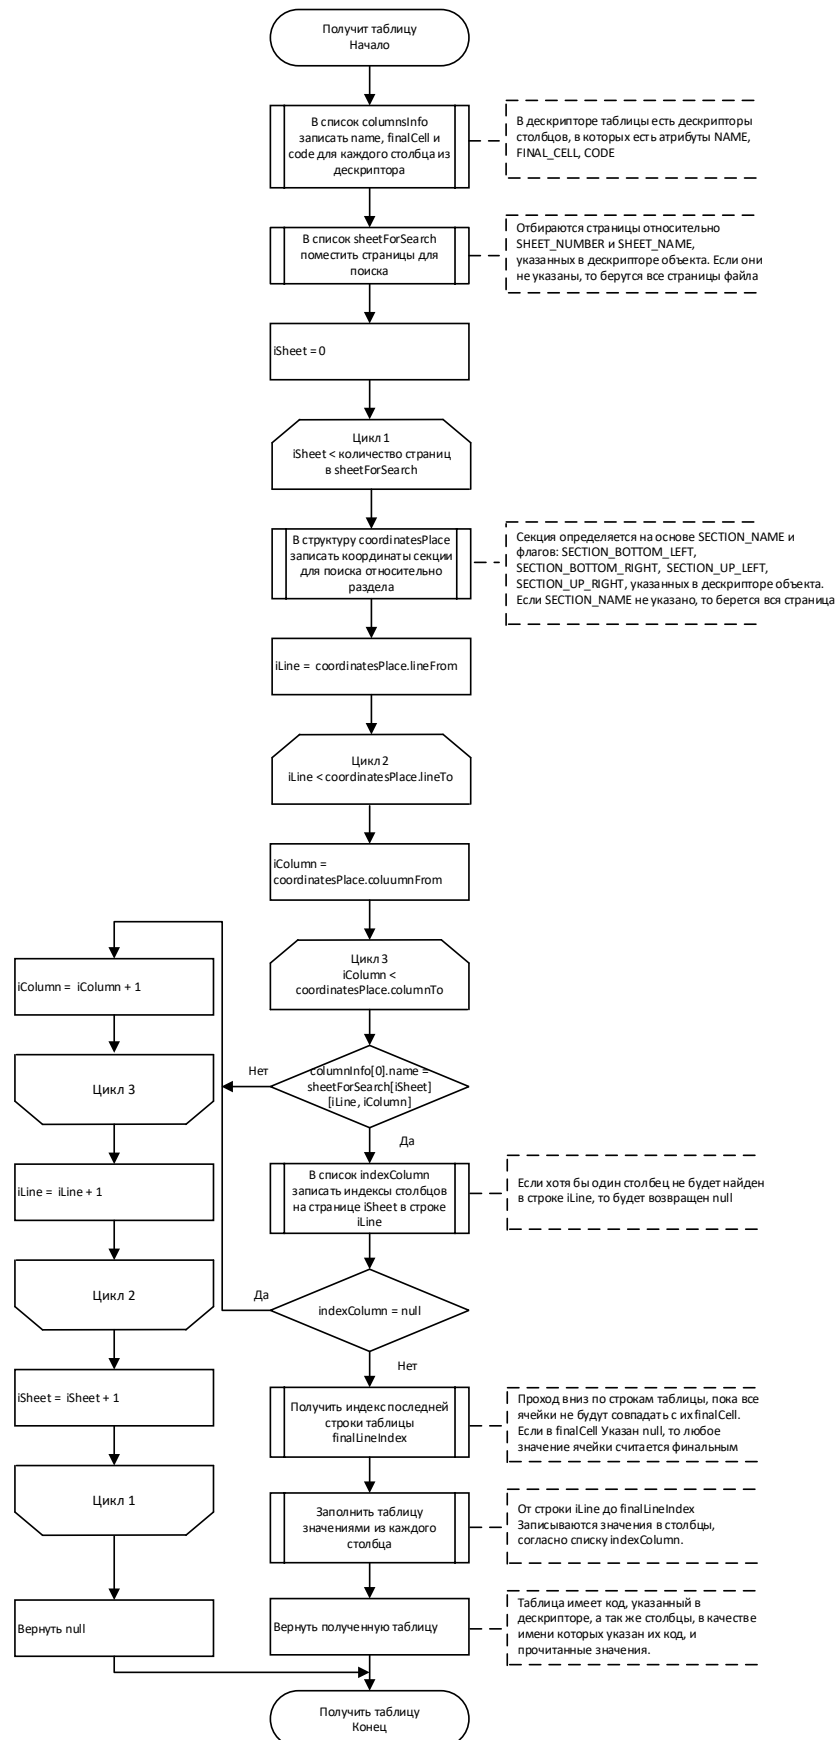 Получит таблицу
Начало
В список columnsInfo
записать name, finalCell и
code для каждого столбца из
дескриптора
В дескрипторе таблицы есть дескрипторы
столбцов, в которых есть атрибуты NAME,
FINAL_CELL, CODE
В список sheetForSearch
поместить страницы для
поиска
Отбираются страницы относительно
SHEET_NUMBER и SHEET_NAME,
указанных в дескрипторе объекта. Если они
не указаны, то берутся все страницы файла
iSheet = 0
Цикл 1
iSheet < количество страниц
в sheetForSearch
В структуру coordinatesPlace
записать координаты секции
для поиска относительно
раздела
Секция определяется на основе SECTION_NAME и
флагов: SECTION_BOTTOM_LEFT,
SECTION_BOTTOM_RIGHT, SECTION_UP_LEFT,
SECTION_UP_RIGHT, указанных в дескрипторе объекта.
Если SECTION_NAME не указано, то берется вся страница
iLine = coordinatesPlace.lineFrom
Цикл 2
iLine < coordinatesPlace.lineTo
iColumn =
coordinatesPlace.coluumnFrom
Цикл 3
iColumn <
coordinatesPlace.columnTo
iColumn = iColumn + 1
Цикл 3
Нет
columnInfo[0].name =
sheetForSearch[iSheet]
[iLine, iColumn]
Да
iLine = iLine + 1
В список indexColumn
записать индексы столбцов
на странице iSheet в строке
iLine
Если хотя бы один столбец не будет найден
в строке iLine, то будет возвращен null
Цикл 2
Да
indexColumn = null
Нет
iSheet = iSheet + 1
Получить индекс последней
строки таблицы
finalLineIndex
Проход вниз по строкам таблицы, пока все
ячейки не будут совпадать с их finalCell.
Если в finalCell Указан null, то любое
значение ячейки считается финальным
Цикл 1
Заполнить таблицу
значениями из каждого
столбца
От строки iLine до finalLineIndex
Записываются значения в столбцы,
согласно списку indexColumn.
Вернуть null
Вернуть полученную таблицу
Таблица имеет код, указанный в
дескрипторе, а так же столбцы, в качестве
имени которых указан их код, и
прочитанные значения.
Получить таблицу
Конец